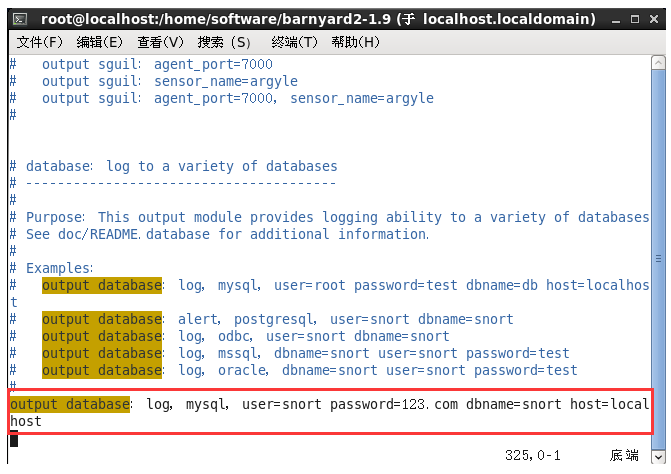 root@localhost:/home/software/barnyard2-1.9 (于 localhost.localdomain)
文件(F) 编辑(E) 查看(V) 搜索 (S) 终端(T) 帮助(H)
#   output sguil: agent_port=7000
#   output sguil: sensor_name=argyle
#   output sguil: agent_port=7000, sensor_name=argyle
#
# database: log to a variety of databases
# ---------------------------------------
#
# Purpose: This output module provides logging ability to a variety of databases
# See doc/README.database for additional information.
#
# Examples:
#   output database: log, mysql, user=root password=test dbname=db host=localhos
t
#   output database: alert, postgresql, user=snort dbname=snort
#   output database: log, odbc, user=snort dbname=snort
#   output database: log, mssql, dbname=snort user=snort password=test
#   output database: log, oracle, dbname=snort user=snort password=test
#
output database: log, mysql, user=snort password=123.com dbname=snort host=local
host
325,0-1 底端